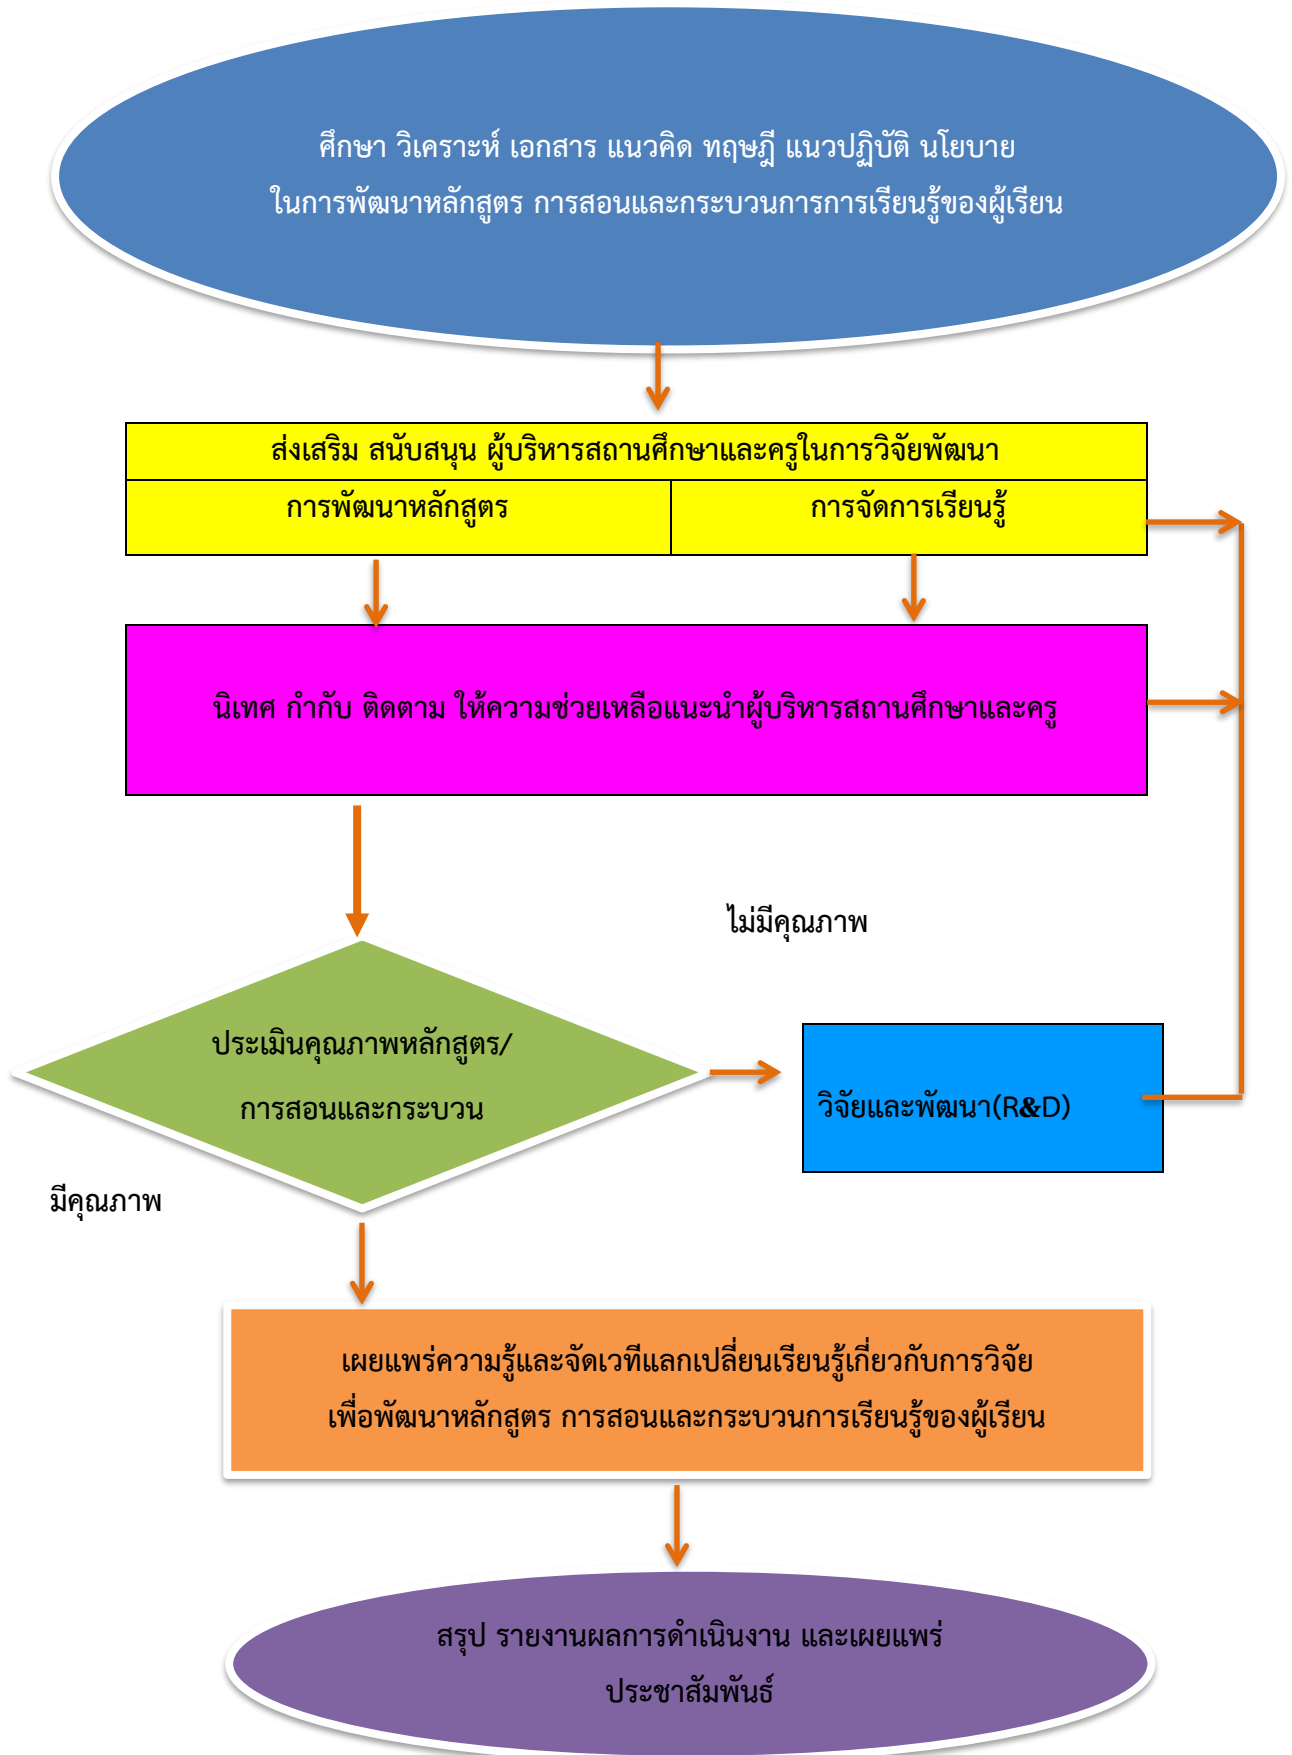 ศึกษา วิเคราะห์ เอกสาร แนวคิด ทฤษฎี แนวปฏิบัติ นโยบาย
ในการพัฒนาหลักสูตร การสอนและกระบวนการการเรียนรู้ของผู้เรียน
ส่งเสริม สนับสนุน ผู้บริหารสถานศึกษาและครูในการวิจัยพัฒนา
การพัฒนาหลักสูตร
การจัดการเรียนรู้
นิเทศ กำกับ ติดตาม ให้ความช่วยเหลือแนะนำผู้บริหารสถานศึกษาและครู
ไม่มีคุณภาพ
ประเมินคุณภาพหลักสูตร/
การสอนและกระบวน
วิจัยและพัฒนา(R&D)
มีคุณภาพ
เผยแพร่ความรู้และจัดเวทีแลกเปลี่ยนเรียนรู้เกี่ยวกับการวิจัย
เพื่อพัฒนาหลักสูตร การสอนและกระบวนการเรียนรู้ของผู้เรียน
สรุป รายงานผลการดำเนินงาน และเผยแพร่
ประชาสัมพันธ์